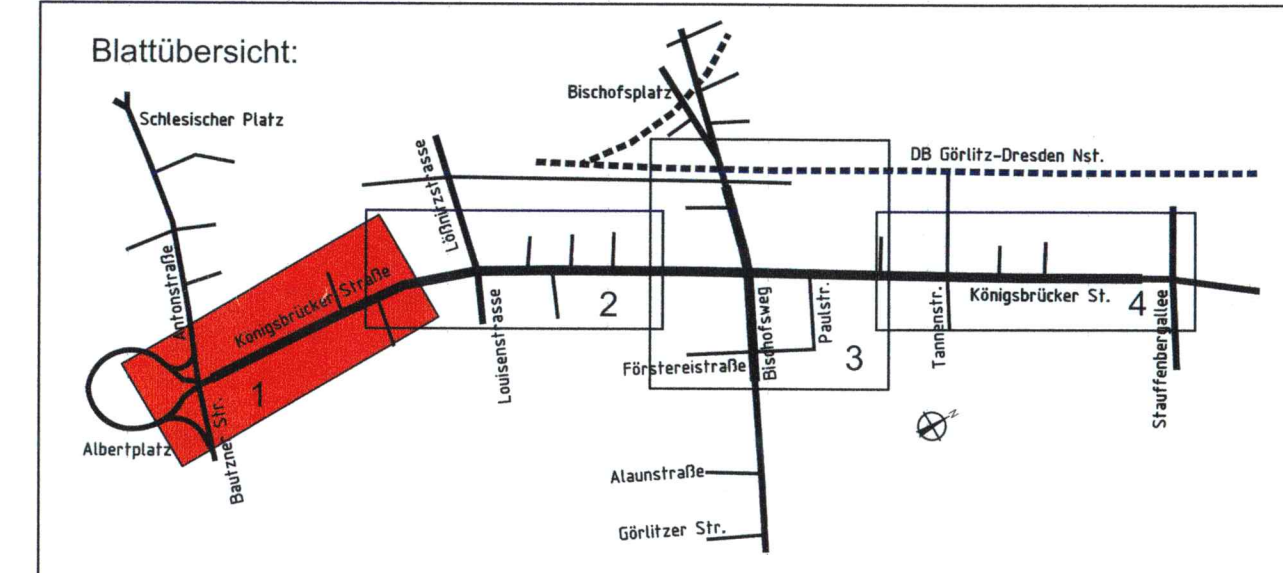 Blattübersicht:
Schlesischer Platz
Bischofsplatz
DB Görlitz-Dresden Nst.
Lößnirzstrasse
Antonstraße
Königsbrücker Straße
1
2
Louisenstrasse
Albertplatz
Bautzner Str.
Förstereistraße
Bischofsweg
Paulstr.
3
Tannenstr.
Königsbrücker St.
4
Stauffenbergallee
N
Alaunstraße
Görlitzer Str.